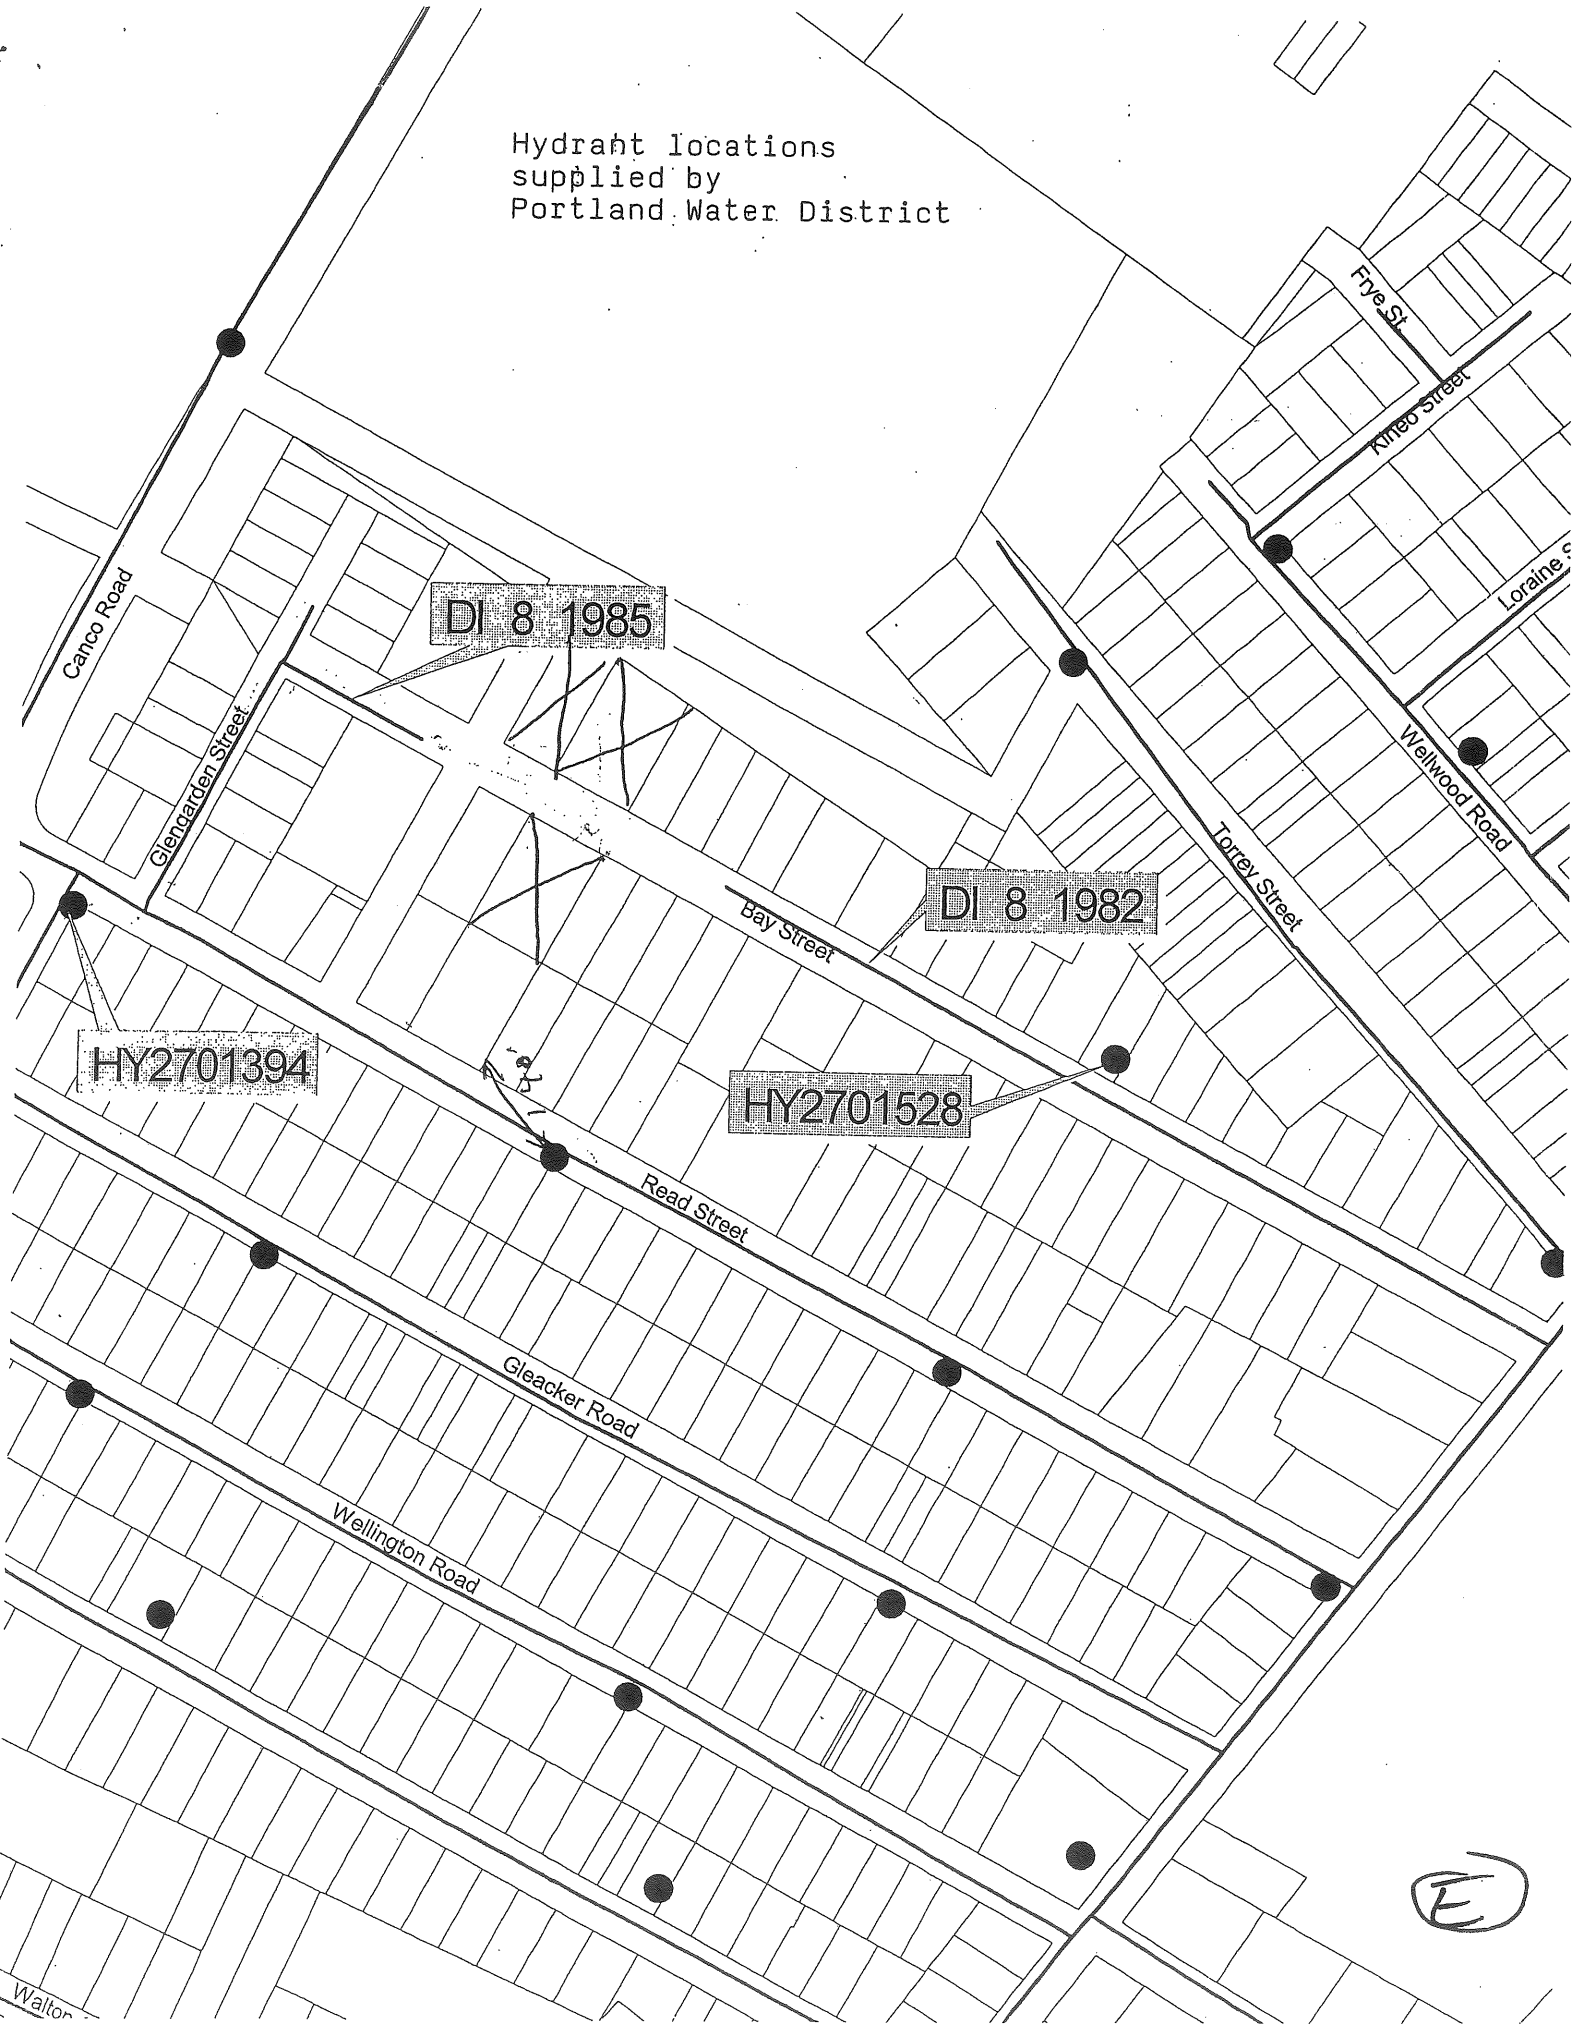 Hydrant locations
supplied by
Portland Water District
Frye St.
Kineo Street
Loraine S
Canco Road
DI 8 1985
Glengarden Street
Wellwood Road
Torrey Street
DI 8 1982
Bay Street
HY2701394
HY2701528
Read Street
Gleacker Road
Wellington Road
E
Walton